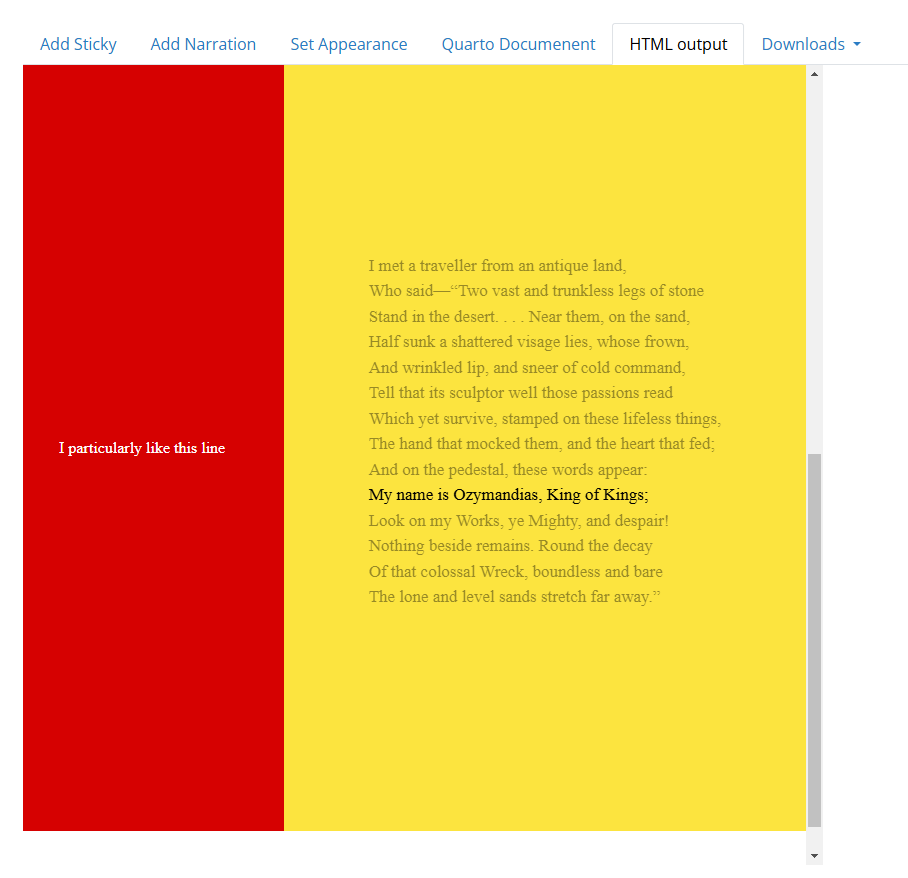 Add Sticky Add Narration Set Appearance Quarto Documenent HTML output Downloads
I particularly like this line
I met a traveller from an antique land,
Who said—“Two vast and trunkless legs of stone
Stand in the desert. . . . Near them, on the sand,
Half sunk a shattered visage lies, whose frown,
And wrinkled lip, and sneer of cold command,
Tell that its sculptor well those passions read
Which yet survive, stamped on these lifeless things,
The hand that mocked them, and the heart that fed;
And on the pedestal, these words appear:
My name is Ozymandias, King of Kings;
Look on my Works, ye Mighty, and despair!
Nothing beside remains. Round the decay
Of that colossal Wreck, boundless and bare
The lone and level sands stretch far away.”